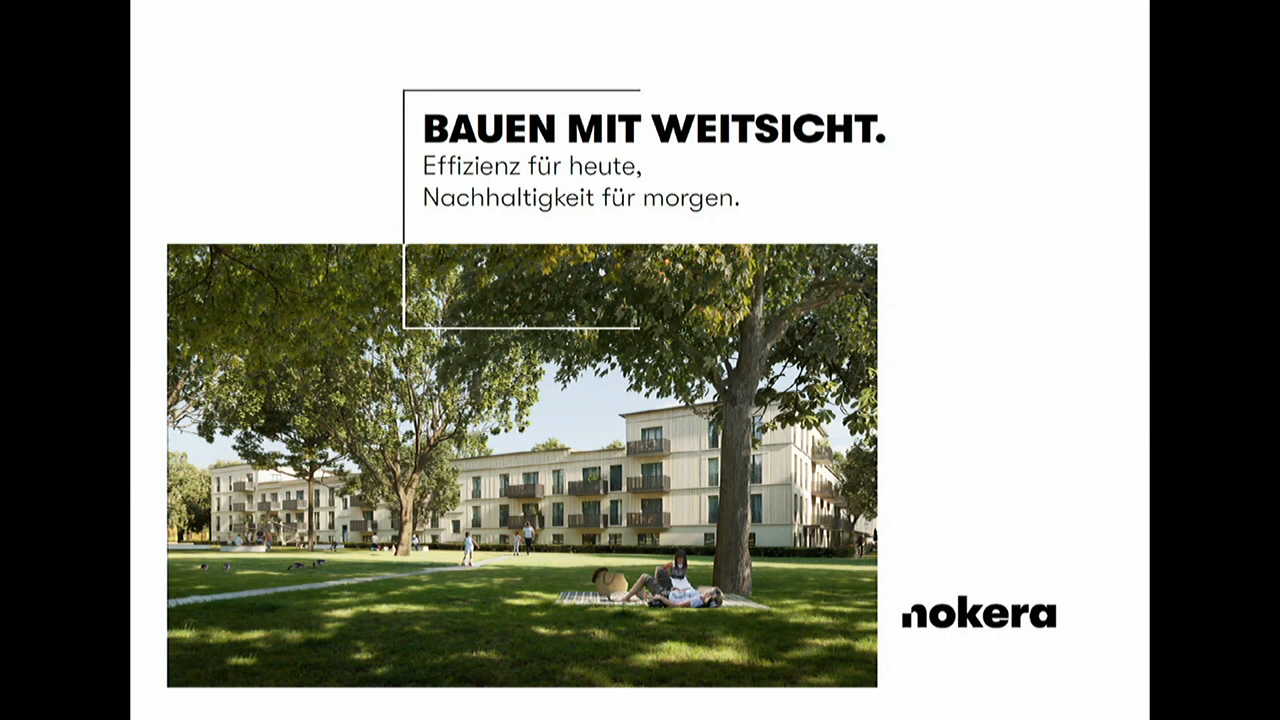 BAUEN MIT WEITSICHT.
Effizienz für heute,
Nachhaltigkeit für morgen.
nokera